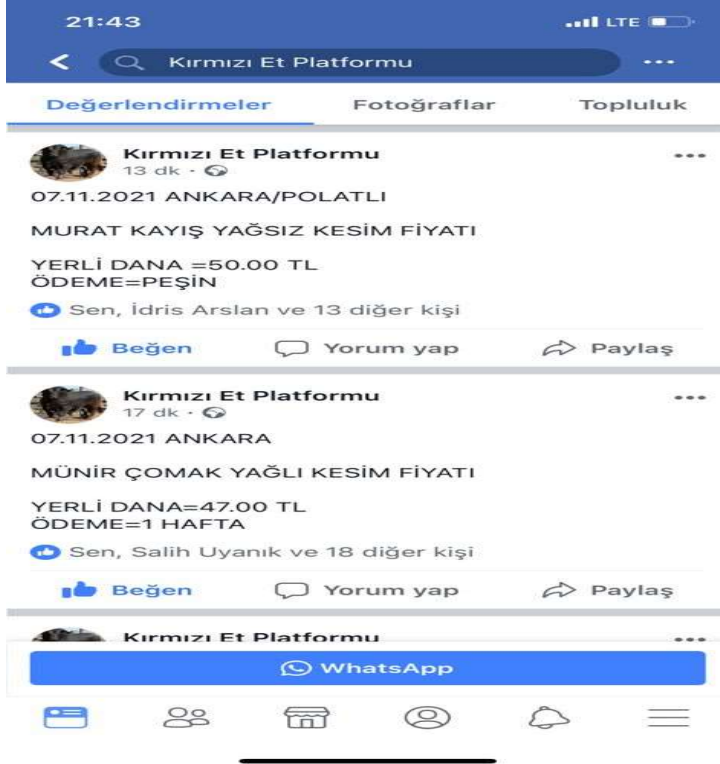 21:43
LTE
Kırmızı Et Platformu
Değerlendirmeler
Fotoğraflar
Topluluk
Kırmızı Et Platformu
13 dk ·
07.11.2021 ANKARA/POLATLI
MURAT KAYIŞ YAĞSIZ KESİM FİYATI
YERLİ DANA =50.00 TL
ÖDEME=PEŞİN
Sen, İdris Arslan ve 13 diğer kişi
Beğen
Yorum yap
Paylaş
Kırmızı Et Platformu
17 dk ·
07.11.2021 ANKARA
MÜNİR ÇOMAK YAĞLI KESİM FİYATI
YERLİ DANA=47.00 TL
ÖDEME=1 HAFTA
Sen, Salih Uyanık ve 18 diğer kişi
Beğen
Yorum yap
Paylaş
Kırmızı Et Platformu
WhatsApp